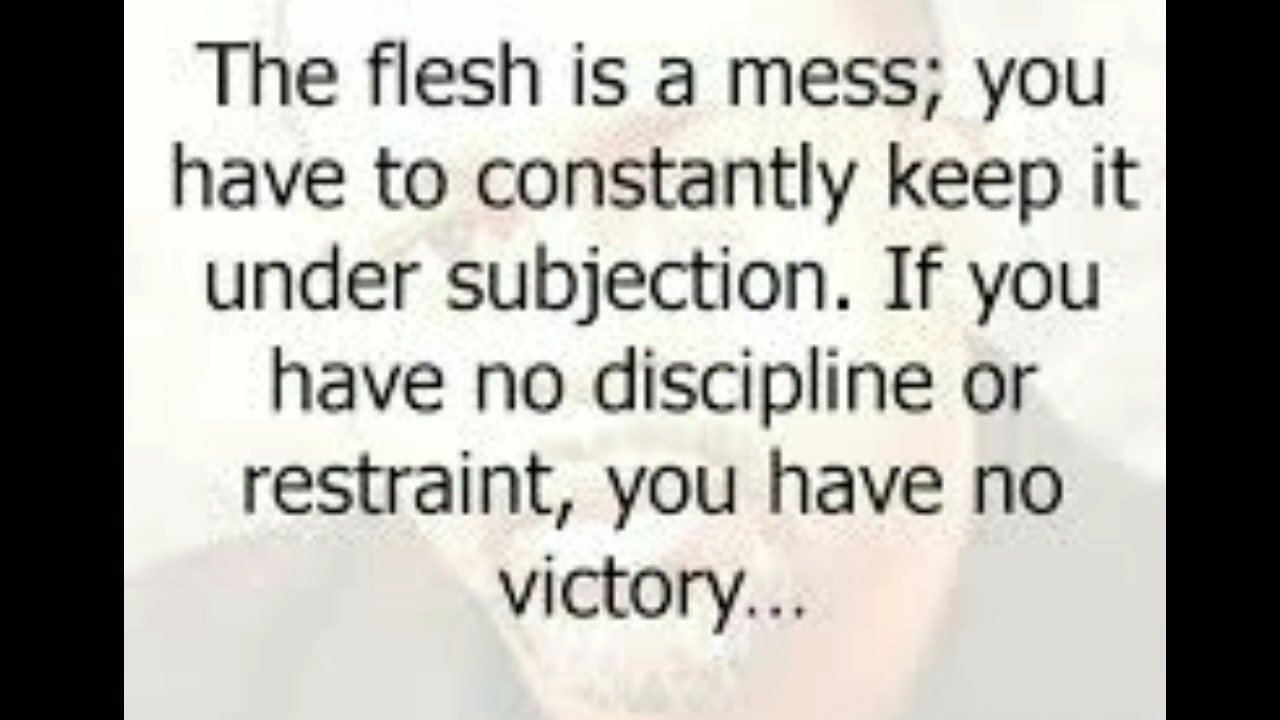 The flesh is a mess; you
have to constantly keep it
under subjection. If you
have no discipline or
restraint, you have no
victory...